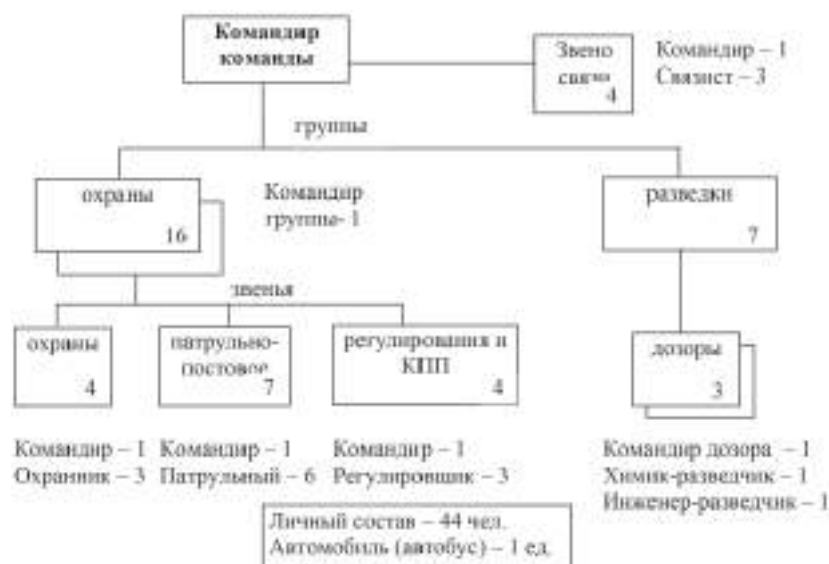 Командир
команды
Звено
связи
4
Командир – 1
Связист – 3
группы
охраны
16
Командир
группы- 1
разведки
7
звенья
охраны
4
патрульно-
постовое
7
регулирования и
КПП
4
дозоры
3
Командир – 1
Охранник – 3
Командир – 1
Патрульный – 6
Командир – 1
Регулировщик – 3
Командир дозора – 1
Химик-разведчик – 1
Инженер-разведчик – 1
Личный состав – 44 чел.
Автомобиль (автобус) – 1 ед.